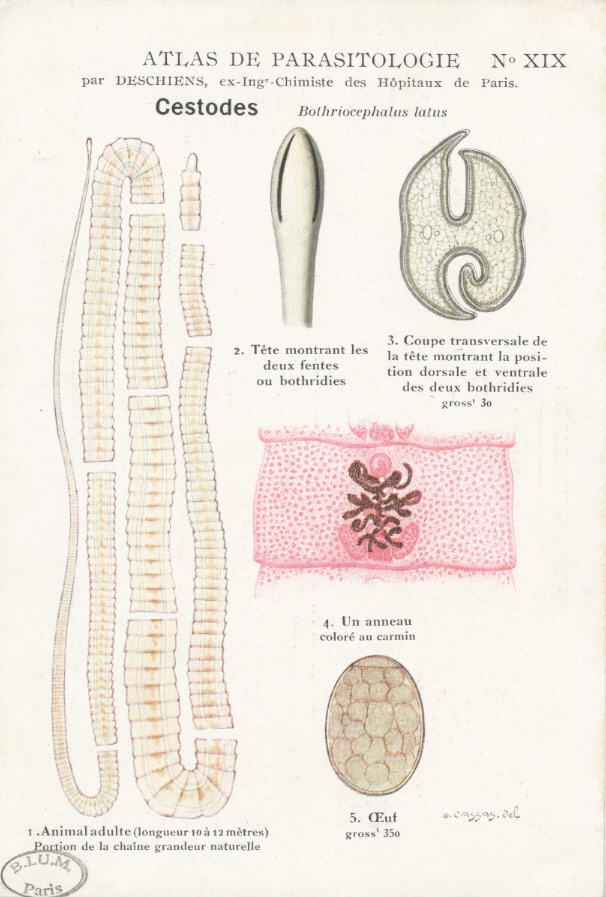 ATLAS DE PARASITOLOGIE No XIX
par DESCHIENS, ex-Ingr-Chimiste des Hôpitaux de Paris.
Cestodes Bothriocephalus latus
2. Tête montrant les
deux fentes
ou bothridies
3. Coupe transversale de
la tête montrant la posi-
tion dorsale et ventrale
des deux bothridies
grosst 30
4. Un anneau
coloré au carmin
5. Œuf
grosst 350
o. cassas. del
1. Animal adulte (longueur 10 à 12 mètres)
Portion de la chaîne grandeur naturelle
B.I.U.M.
Paris